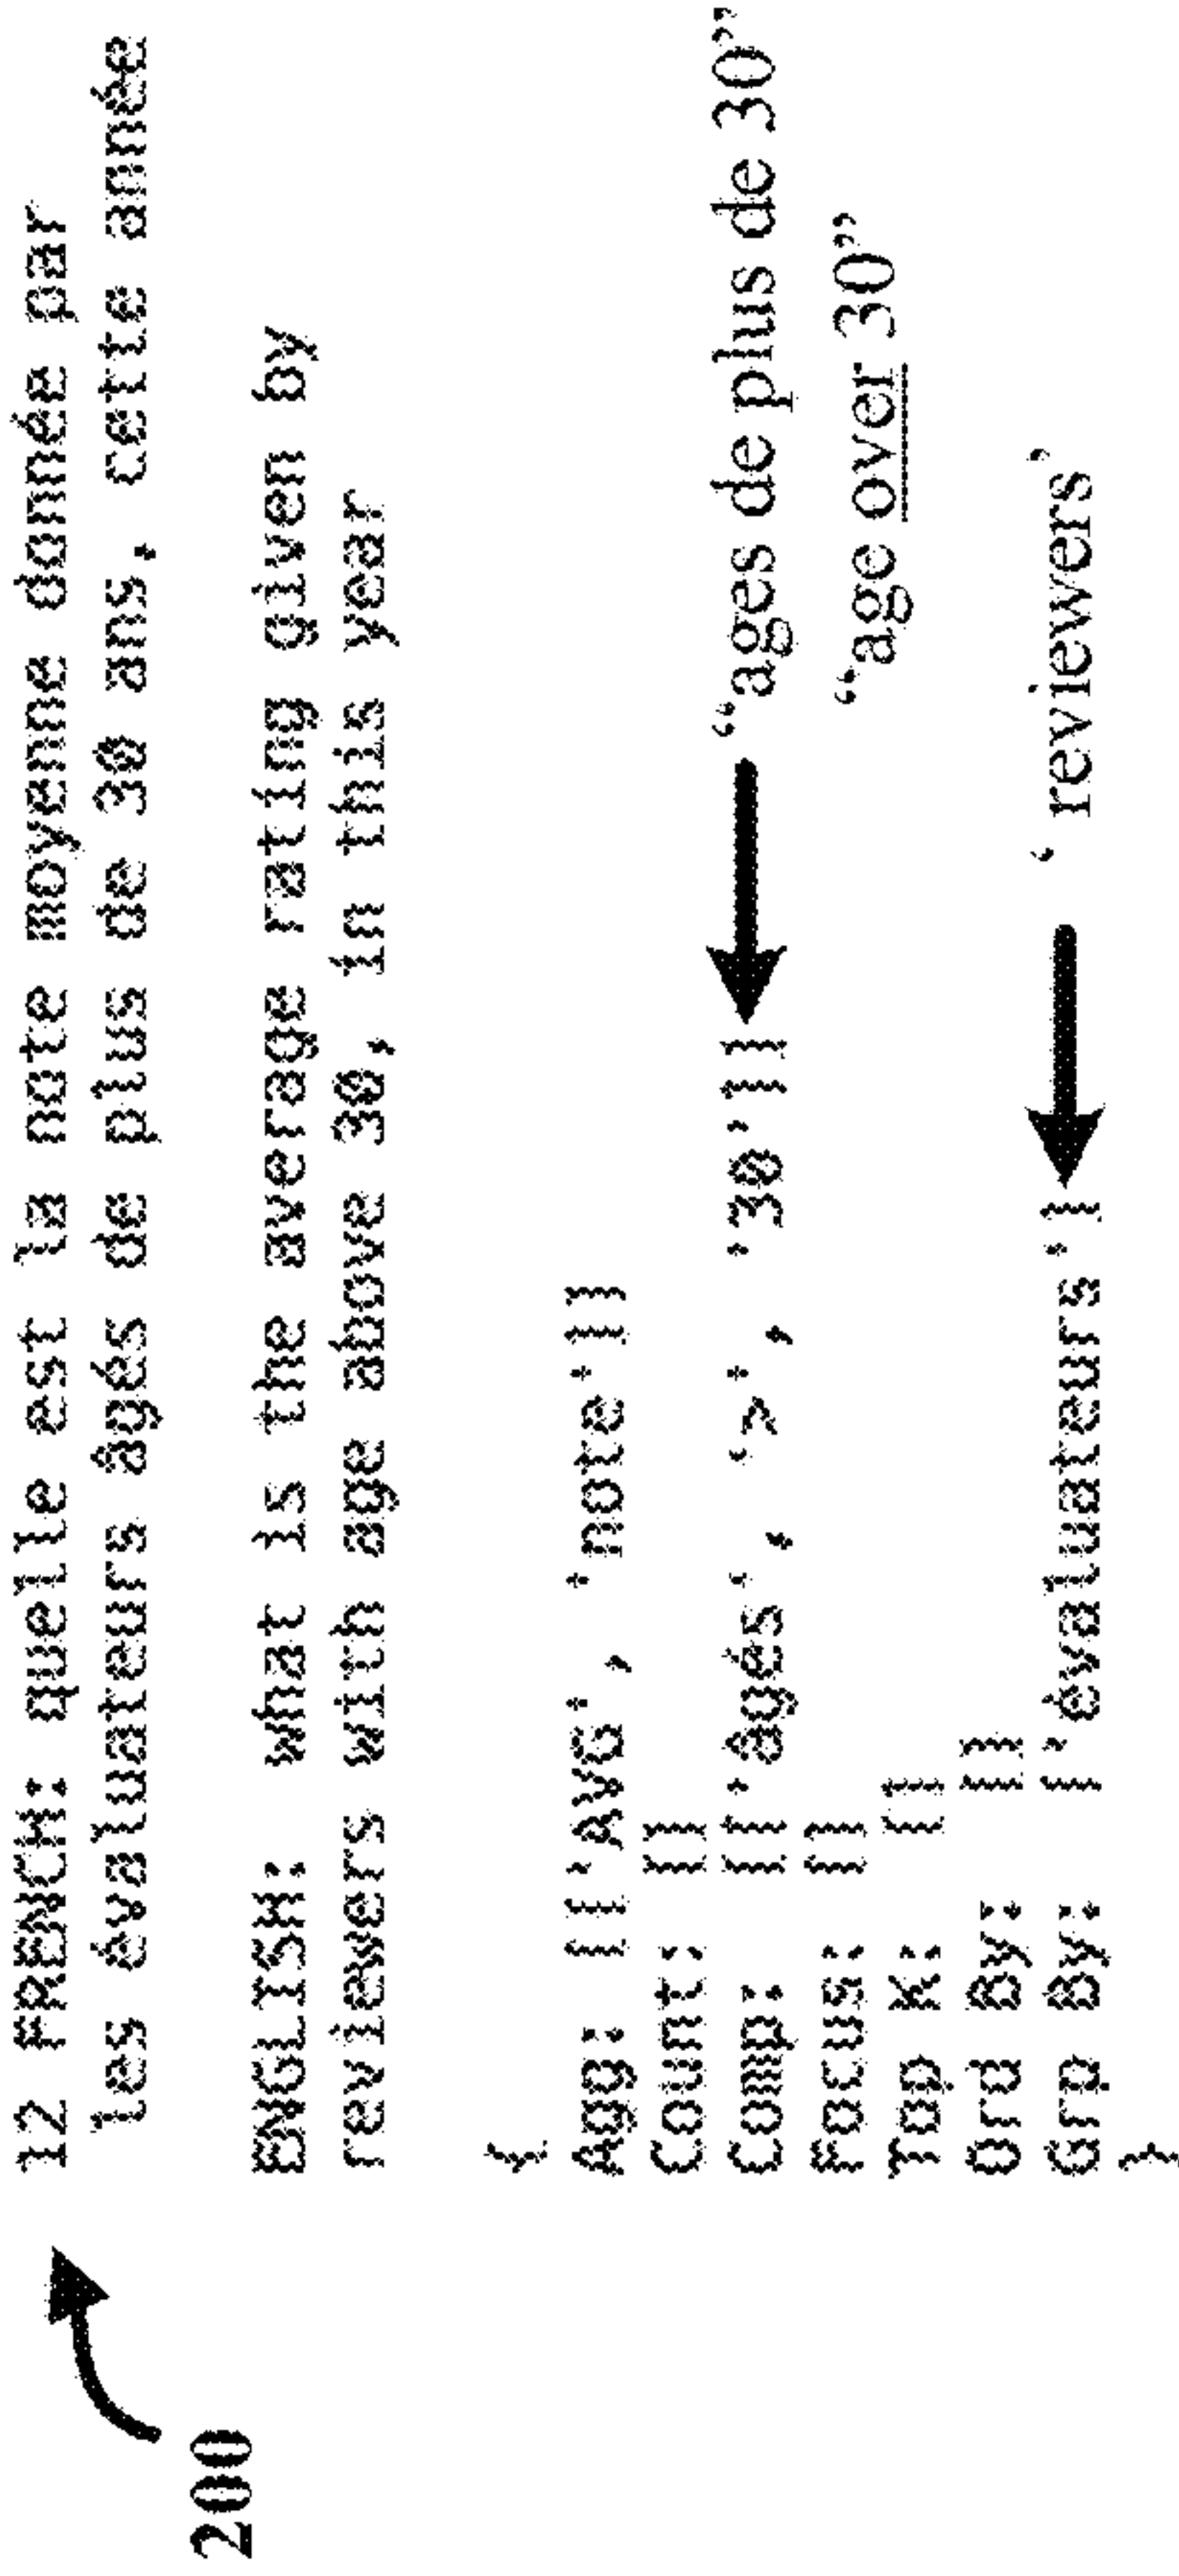 200
12 FRENCH: quelle est la note moyenne donnée par
les évaluateurs âgés de plus de 30 ans, cette année
ENGLISH: what is the average rating given by
reviewers with age above 30, in this year
{
Agg: [['AVG', 'note']]
Count: []
Comp: [['âgés', '>', '30']] "ages de plus de 30"
"age over 30"
Focus: []
Top K: []
Ord By: []
Grp By: ['évaluateurs'] ' reviewers'
}